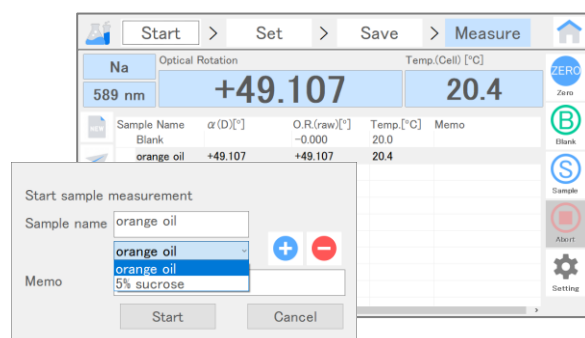 Start > Set > Save > Measure
Na
589 nm
Optical Rotation
+49.107
Temp.(Cell) [°C]
20.4
ZERO
Zero
B
Blank
S
Sample
Abort
Setting
NEW
Sample Name α(D)[°] O.R.(raw)[°] Temp.[°C] Memo
Blank -0.000 20.0
orange oil +49.107 +49.107 20.4
Start sample measurement
Sample name orange oil
orange oil
orange oil
5% sucrose
Memo
Start Cancel